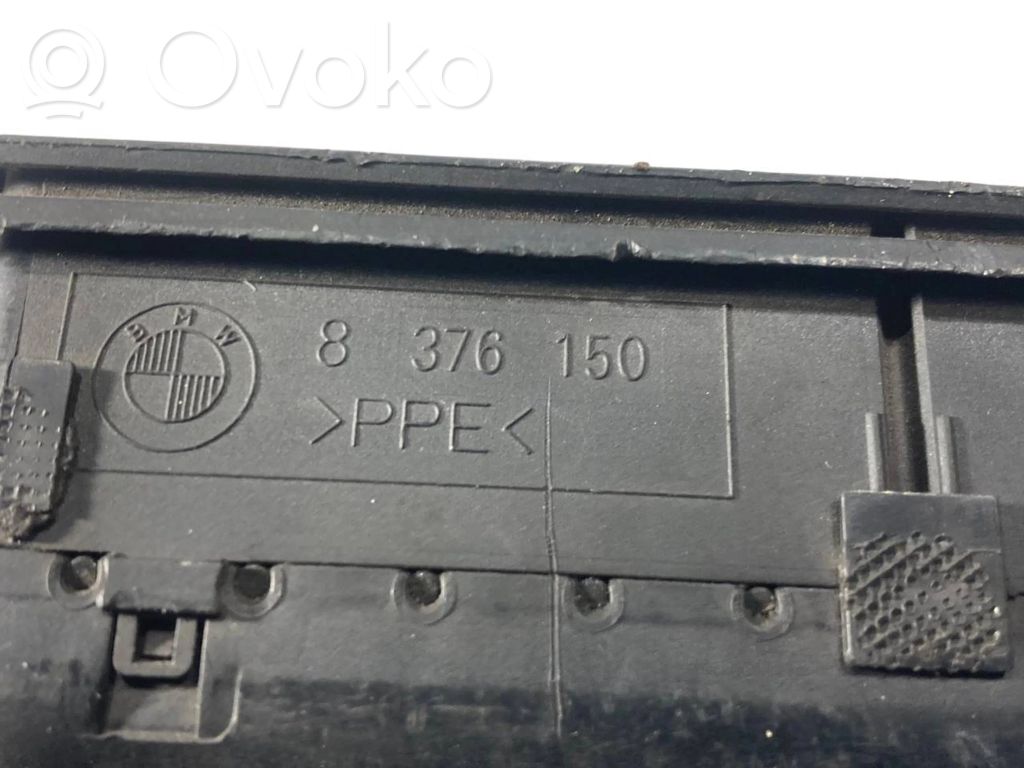 Ovoko
BMW
8 376 150
>PPE<